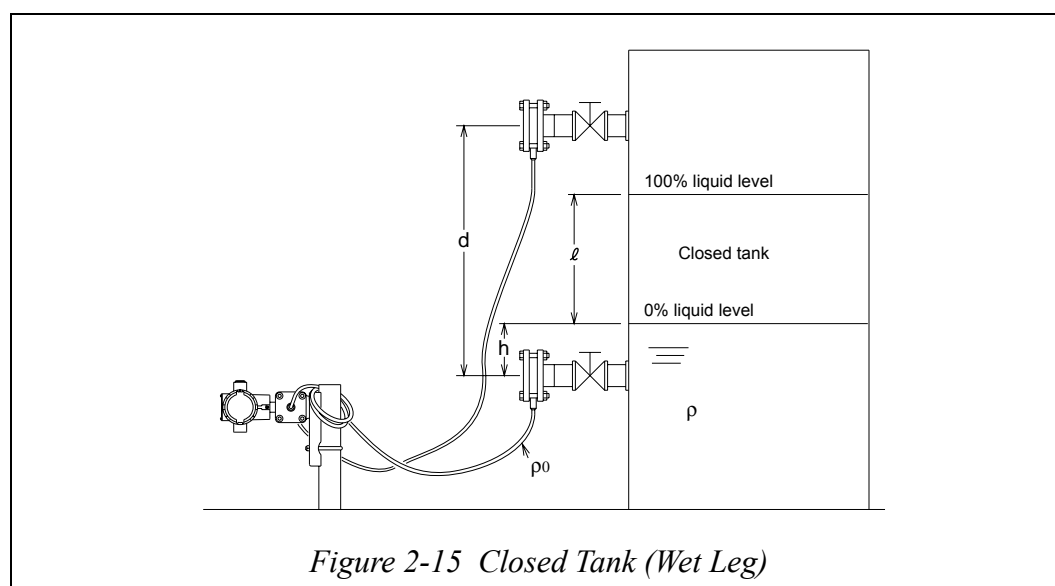 100% liquid level
d
ℓ
Closed tank
0% liquid level
h
ρ
ρ0
Figure 2-15 Closed Tank (Wet Leg)